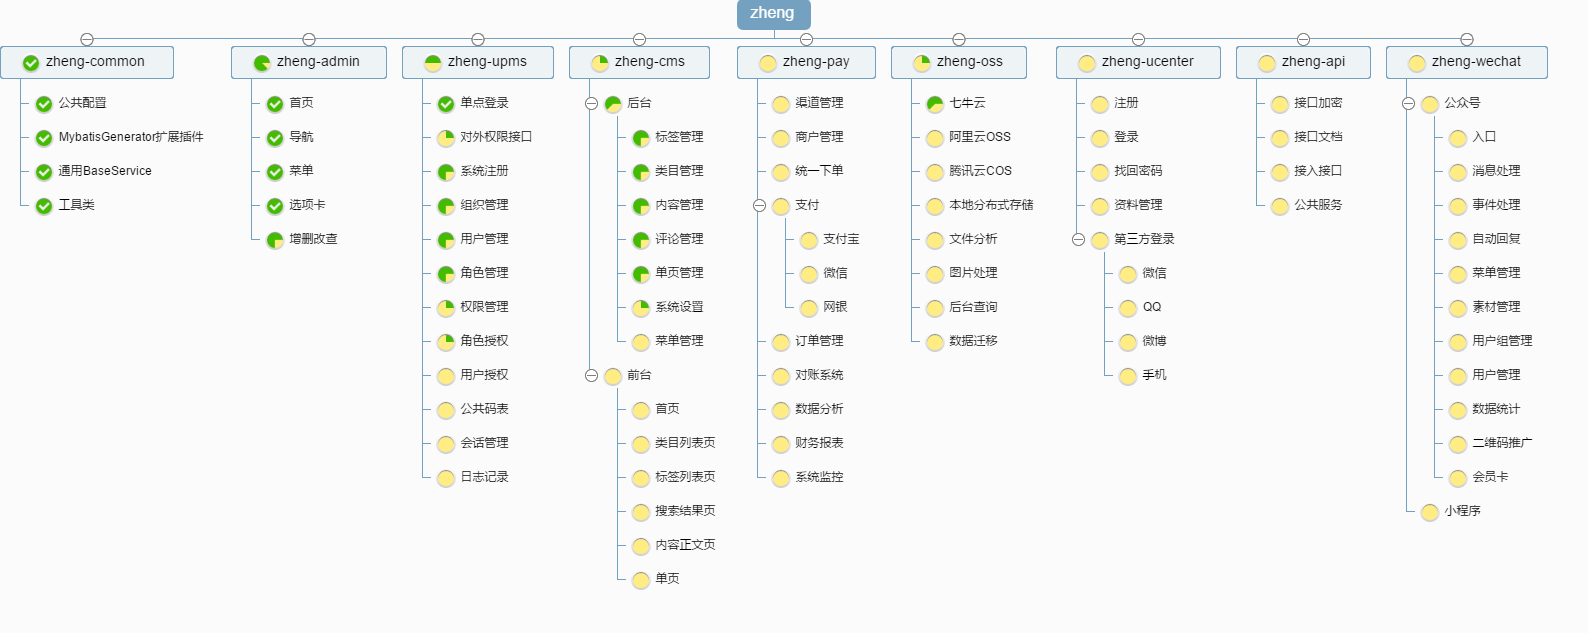 zheng
zheng-common
公共配置
MybatisGenerator扩展插件
通用BaseService
工具类
zheng-admin
首页
导航
菜单
选项卡
增删改查
zheng-upms
单点登录
对外权限接口
系统注册
组织管理
用户管理
角色管理
权限管理
角色授权
用户授权
公共码表
会话管理
日志记录
zheng-cms
后台
标签管理
类目管理
内容管理
评论管理
单页管理
系统设置
菜单管理
前台
首页
类目列表页
标签列表页
搜索结果页
内容正文页
单页
zheng-pay
渠道管理
商户管理
统一下单
支付
支付宝
微信
网银
订单管理
对账系统
数据分析
财务报表
系统监控
zheng-oss
七牛云
阿里云OSS
腾讯云COS
本地分布式存储
文件分析
图片处理
后台查询
数据迁移
zheng-ucenter
注册
登录
找回密码
资料管理
第三方登录
微信
QQ
微博
手机
zheng-api
接口加密
接口文档
接入接口
公共服务
zheng-wechat
公众号
入口
消息处理
事件处理
自动回复
菜单管理
素材管理
用户组管理
用户管理
数据统计
二维码推广
会员卡
小程序